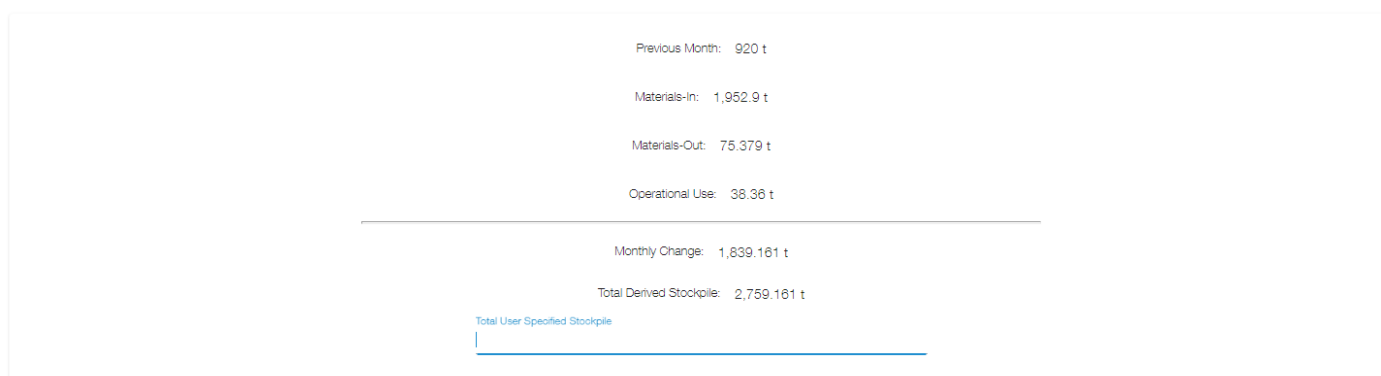 Previous Month: 920 t
Materials-In: 1,952.9 t
Materials-Out: 75.379 t
Operational Use: 38.36 t
Monthly Change: 1,839.161 t
Total Derived Stockpile: 2,759.161 t
Total User Specified Stockpile